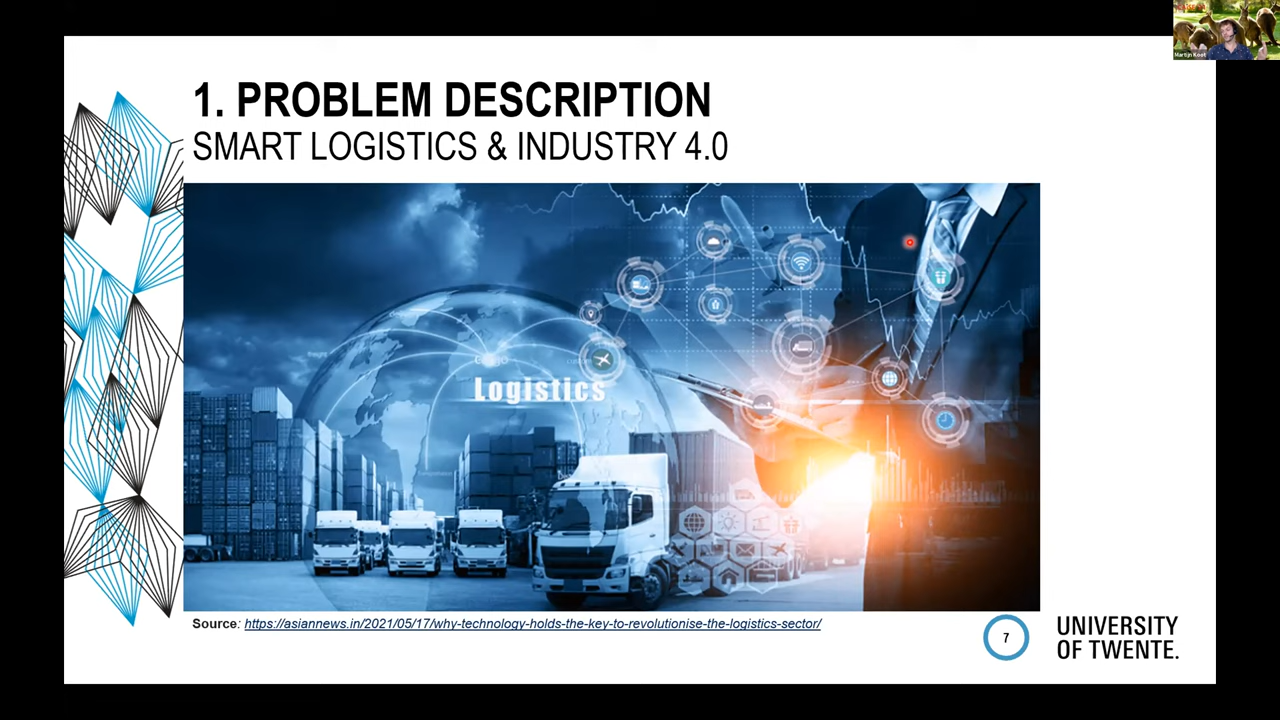 Martijn Koot
1. PROBLEM DESCRIPTION
SMART LOGISTICS & INDUSTRY 4.0
Logistics
Source: https://asiannews.in/2021/05/17/why-technology-holds-the-key-to-revolutionise-the-logistics-sector/
7
UNIVERSITY
OF TWENTE.